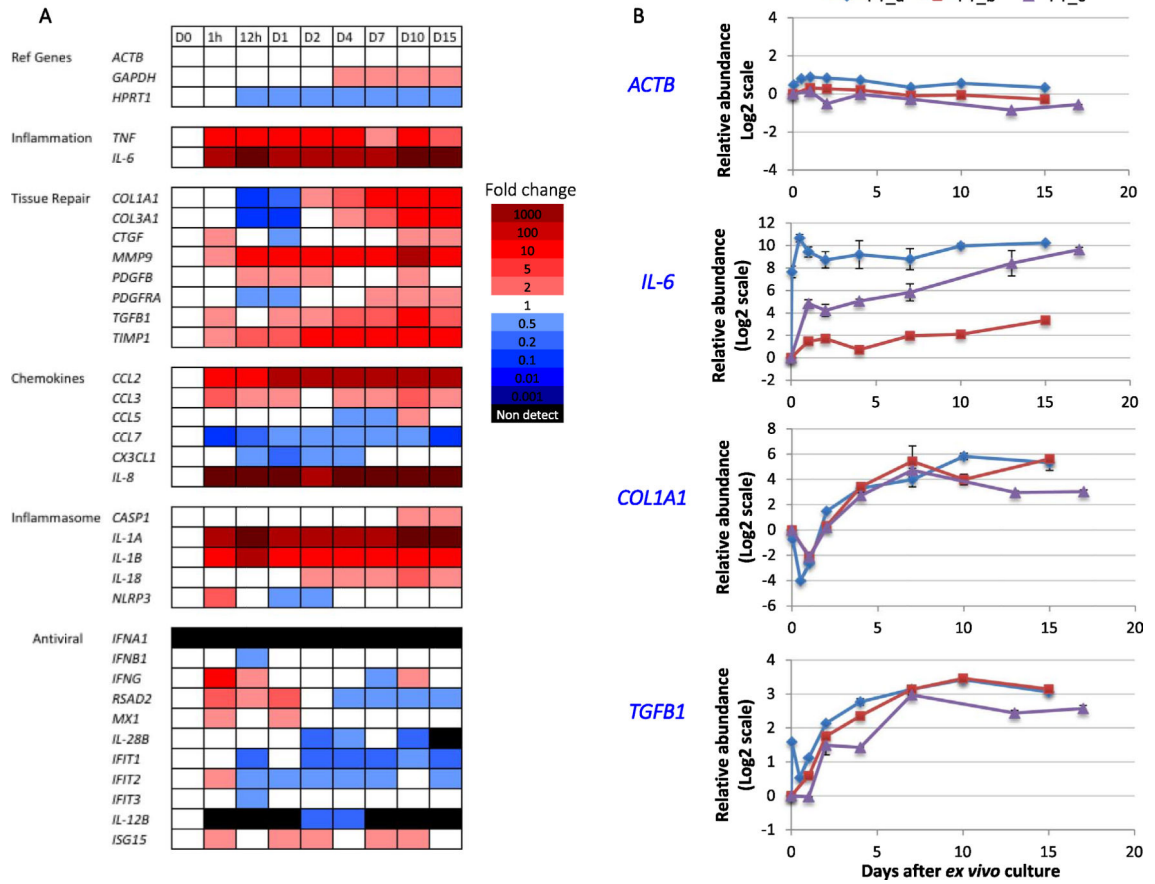 A
D0 1h 12h D1 D2 D4 D7 D10 D15
Ref Genes ACTB
GAPDH
HPRT1
Inflammation TNF
IL-6
Tissue Repair COL1A1
COL3A1
CTGF
MMP9
PDGFB
PDGFRA
TGFB1
TIMP1
Chemokines CCL2
CCL3
CCL5
CCL7
CX3CL1
IL-8
Inflammasome CASP1
IL-1A
IL-1B
IL-18
NLRP3
Antiviral IFNA1
IFNB1
IFNG
RSAD2
MX1
IL-28B
IFIT1
IFIT2
IFIT3
IL-12B
ISG15
Fold change
1000
100
10
5
2
1
0.5
0.2
0.1
0.01
0.001
Non detect
B
ACTB
Relative abundance
Log2 scale
4
2
0
-2
-4
0 5 10 15 20
IL-6
Relative abundance
(Log2 scale)
12
10
8
6
4
2
0
-2
0 5 10 15 20
COL1A1
Relative abundance
(Log2 scale)
8
6
4
2
0
-2
-4
-6
0 5 10 15 20
TGFB1
Relative abundance
(Log2 scale)
4
3
2
1
0
-1
0 5 10 15 20
Days after ex vivo culture